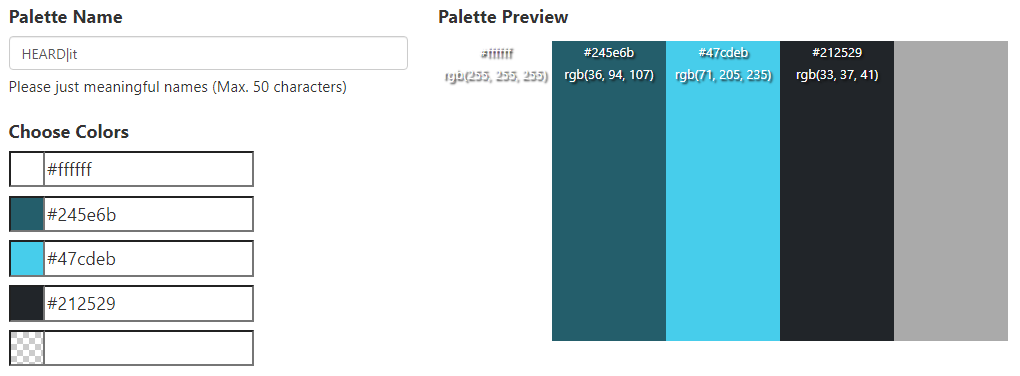 Palette Name
HEARD|it
Please just meaningful names (Max. 50 characters)
Choose Colors
#ffffff
#245e6b
#47cdeb
#212529
Palette Preview
#ffffff
rgb(255, 255, 255)
#245e6b
rgb(36, 94, 107)
#47cdeb
rgb(71, 205, 235)
#212529
rgb(33, 37, 41)